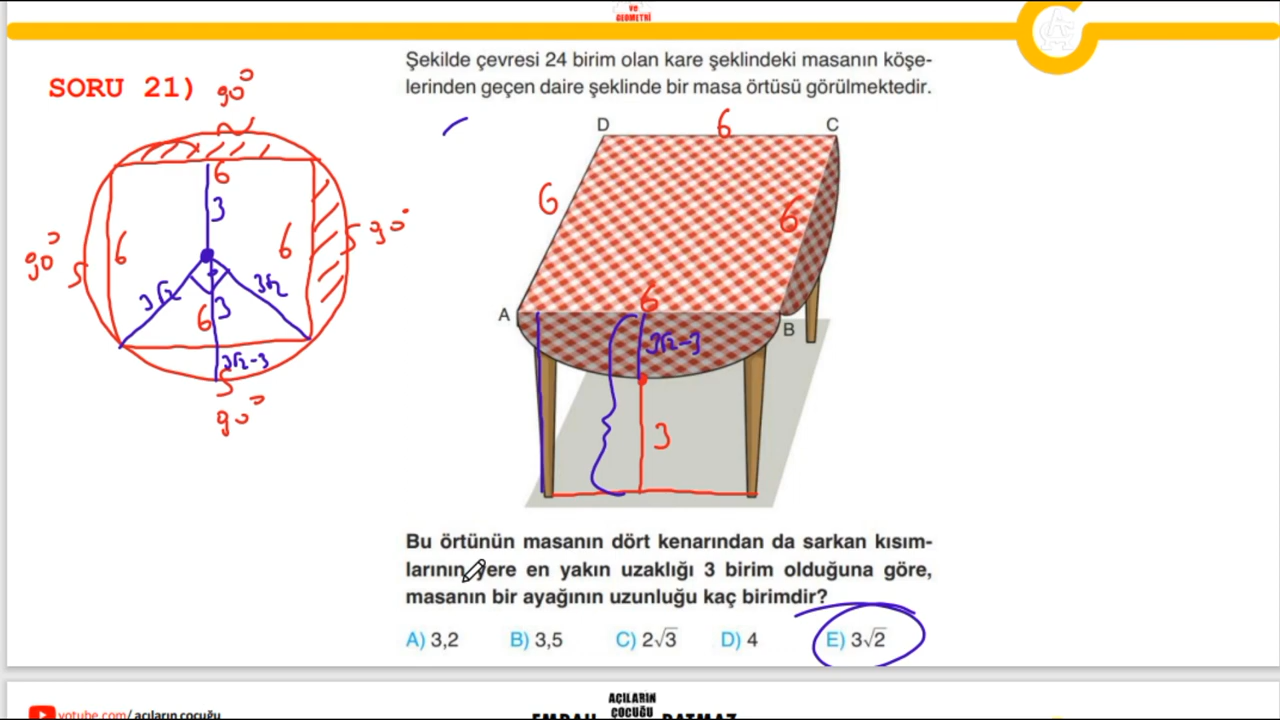 ve
GEOMETRİ
SORU 21)
Şekilde çevresi 24 birim olan kare şeklindeki masanın köşe-
lerinden geçen daire şeklinde bir masa örtüsü görülmektedir.
90°
6
3
90°
6
6
90°
3√2
3√2
6
3
3√2-3
90°
D
C
6
6
6
A
6
B
3√2-3
3
Bu örtünün masanın dört kenarından da sarkan kısım-
larının yere en yakın uzaklığı 3 birim olduğuna göre,
masanın bir ayağının uzunluğu kaç birimdir?
A) 3,2 B) 3,5 C) 2√3 D) 4 E) 3√2
AÇILARIN
ÇOCUĞU
youtube.com/ açıların çocuğu